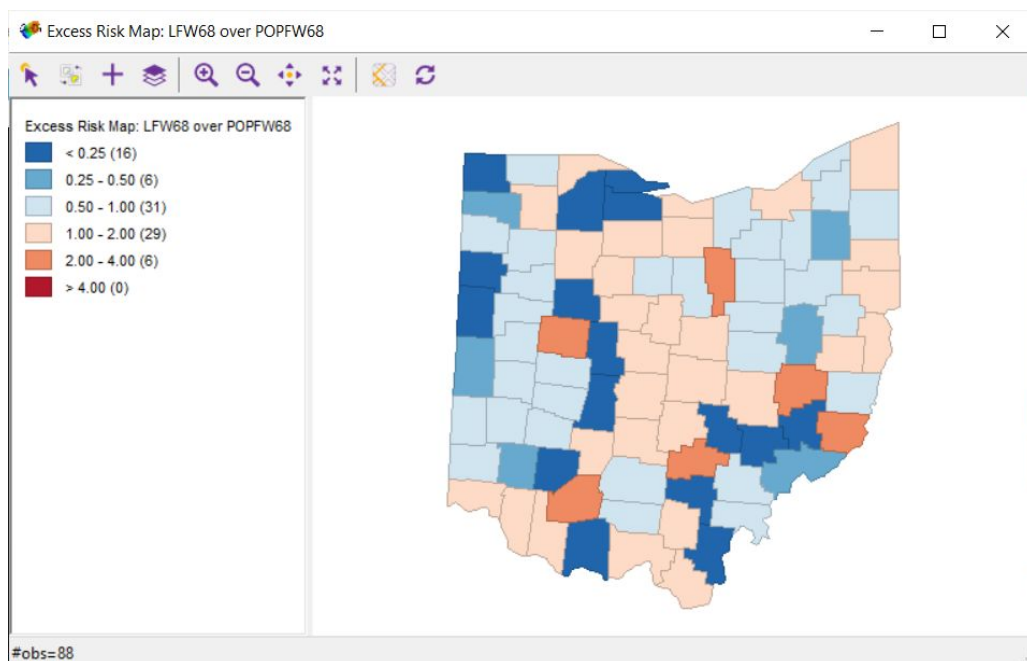 Excess Risk Map: LFW68 over POPFW68
Excess Risk Map: LFW68 over POPFW68
< 0.25 (16)
0.25 - 0.50 (6)
0.50 - 1.00 (31)
1.00 - 2.00 (29)
2.00 - 4.00 (6)
> 4.00 (0)
#obs=88